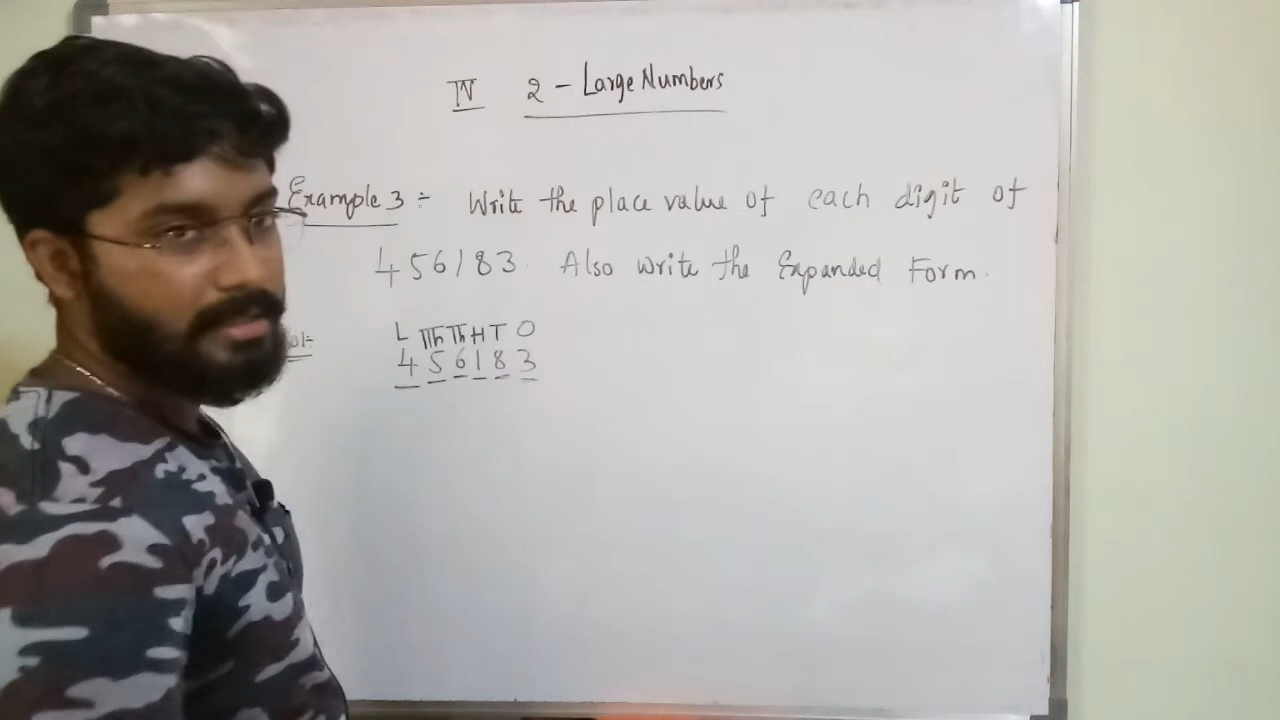 IV 2 - Large Numbers
Example 3 :- Write the place value of each digit of
456183. Also write the Expanded Form.
L TTh Th H T O
4 5 6 1 8 3